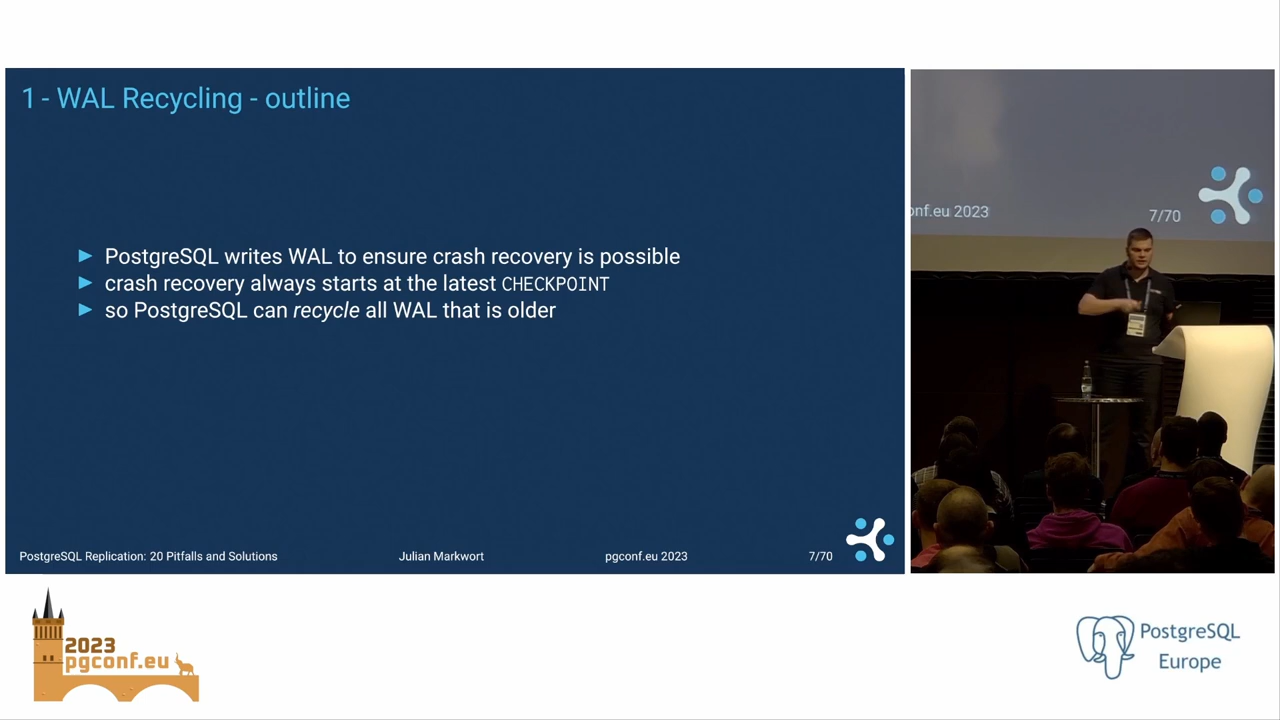 1 - WAL Recycling - outline
PostgreSQL writes WAL to ensure crash recovery is possible
crash recovery always starts at the latest CHECKPOINT
so PostgreSQL can recycle all WAL that is older
PostgreSQL Replication: 20 Pitfalls and Solutions
Julian Markwort
pgconf.eu 2023
7/70
onf.eu 2023
7/70
2023
pgconf.eu
PostgreSQL
Europe